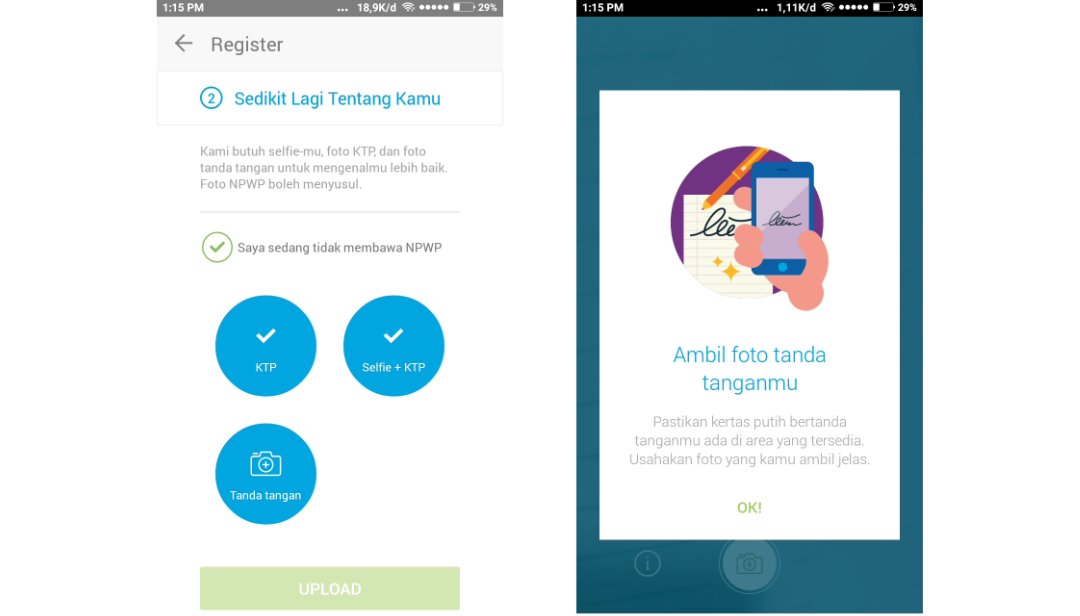 1:15 PM ... 18,9K/d 29%
Register
2 Sedikit Lagi Tentang Kamu
Kami butuh selfie-mu, foto KTP, dan foto
tanda tangan untuk mengenalmu lebih baik.
Foto NPWP boleh menyusul.
Saya sedang tidak membawa NPWP
KTP
Selfie + KTP
Tanda tangan
UPLOAD
1:15 PM ... 1,11K/d 29%
Ambil foto tanda
tanganmu
Pastikan kertas putih bertanda
tanganmu ada di area yang tersedia.
Usahakan foto yang kamu ambil jelas.
OK!